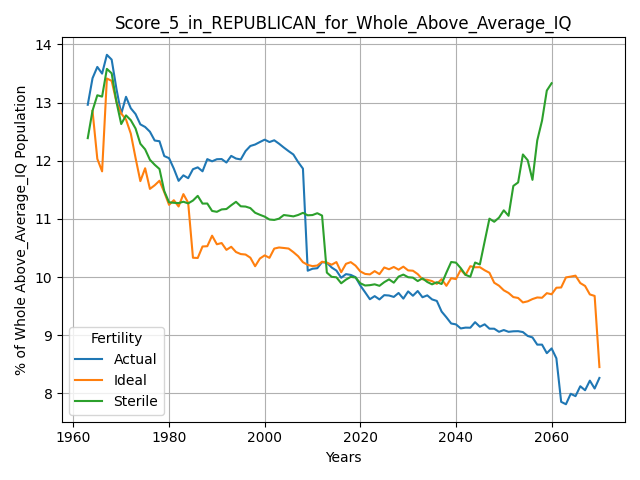 Score_5_in_REPUBLICAN_for_Whole_Above_Average_IQ
% of Whole Above_Average_IQ Population
14
13
12
11
10
9
8
Fertility
Actual
Ideal
Sterile
1960 1980 2000 2020 2040 2060
Years